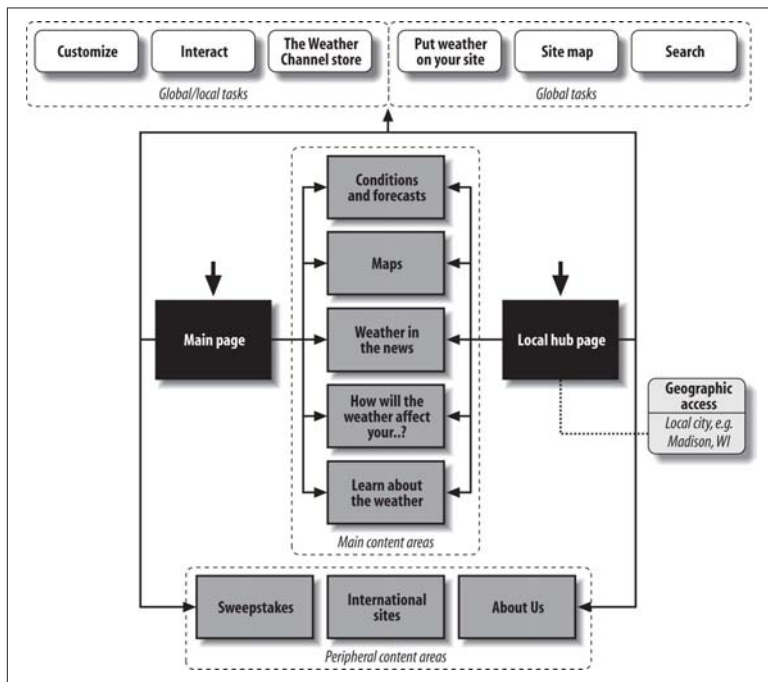 Customize
Interact
The Weather
Channel store
Put weather
on your site
Site map
Search
Global/local tasks
Global tasks
Conditions
and forecasts
Maps
Main page
Weather in
the news
Local hub page
How will the
weather affect
your..?
Geographic
access
Local city, e.g.
Madison, WI
Learn about
the weather
Main content areas
Sweepstakes
International
sites
About Us
Peripheral content areas